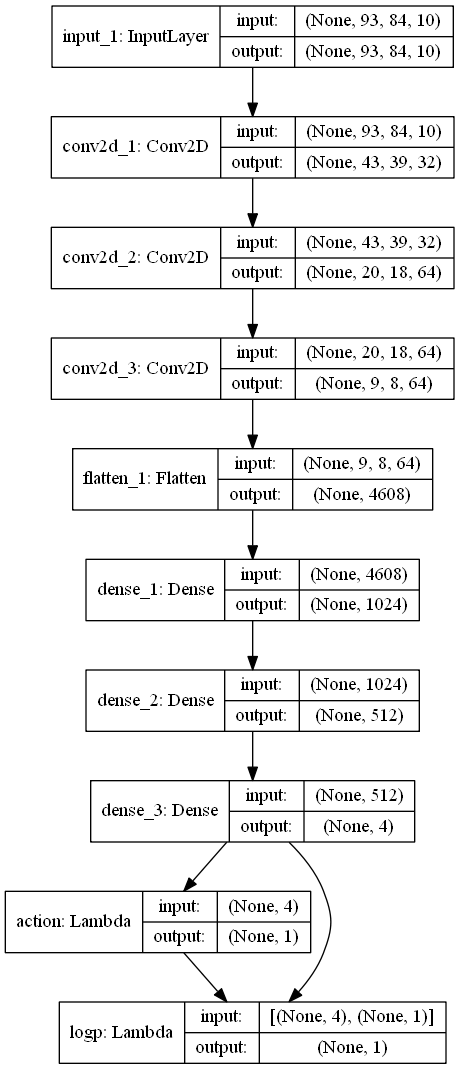 input_1: InputLayer
input: (None, 93, 84, 10)
output: (None, 93, 84, 10)
conv2d_1: Conv2D
input: (None, 93, 84, 10)
output: (None, 43, 39, 32)
conv2d_2: Conv2D
input: (None, 43, 39, 32)
output: (None, 20, 18, 64)
conv2d_3: Conv2D
input: (None, 20, 18, 64)
output: (None, 9, 8, 64)
flatten_1: Flatten
input: (None, 9, 8, 64)
output: (None, 4608)
dense_1: Dense
input: (None, 4608)
output: (None, 1024)
dense_2: Dense
input: (None, 1024)
output: (None, 512)
dense_3: Dense
input: (None, 512)
output: (None, 4)
action: Lambda
input: (None, 4)
output: (None, 1)
logp: Lambda
input: [(None, 4), (None, 1)]
output: (None, 1)